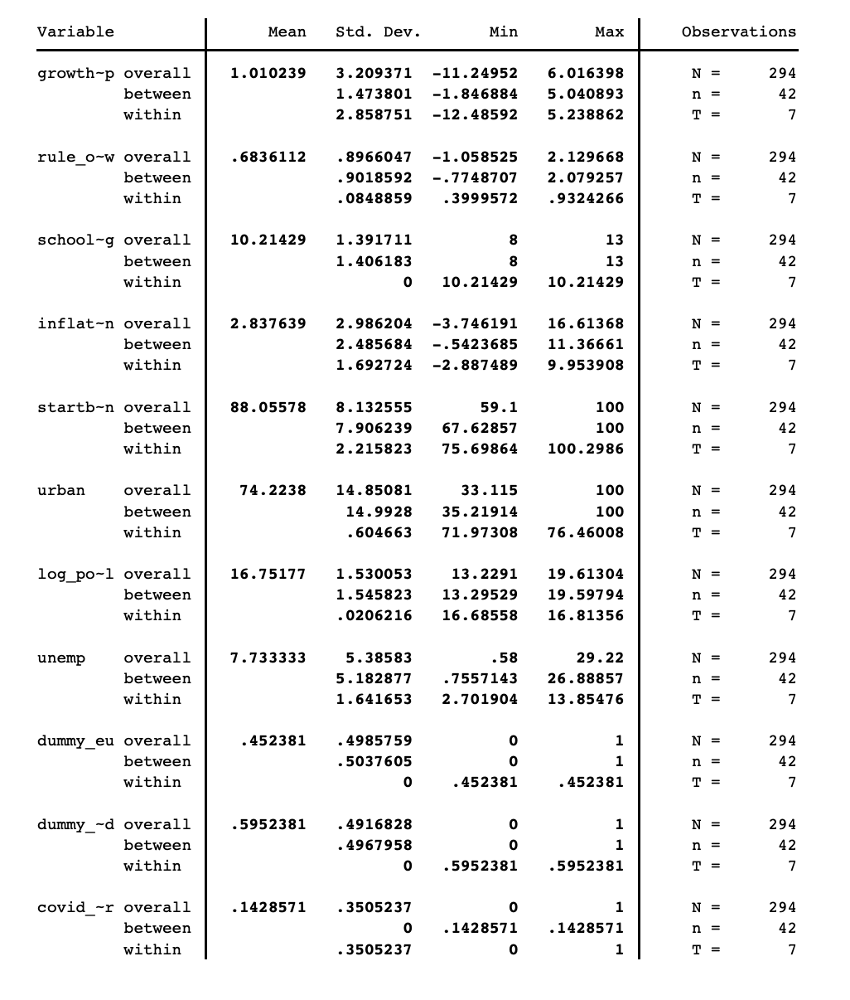 Variable Mean Std. Dev. Min Max Observations
growth~p overall 1.010239 3.209371 -11.24952 6.016398 N = 294
between 1.473801 -1.846884 5.040893 n = 42
within 2.858751 -12.48592 5.238862 T = 7
rule_o~w overall .6836112 .8966047 -1.058525 2.129668 N = 294
between .9018592 -.7748707 2.079257 n = 42
within .0848859 .3999572 .9324266 T = 7
school~g overall 10.21429 1.391711 8 13 N = 294
between 1.406183 8 13 n = 42
within 0 10.21429 10.21429 T = 7
inflat~n overall 2.837639 2.986204 -3.746191 16.61368 N = 294
between 2.485684 -.5423685 11.36661 n = 42
within 1.692724 -2.887489 9.953908 T = 7
startb~n overall 88.05578 8.132555 59.1 100 N = 294
between 7.906239 67.62857 100 n = 42
within 2.215823 75.69864 100.2986 T = 7
urban overall 74.2238 14.85081 33.115 100 N = 294
between 14.9928 35.21914 100 n = 42
within .604663 71.97308 76.46008 T = 7
log_po~l overall 16.75177 1.530053 13.2291 19.61304 N = 294
between 1.545823 13.29529 19.59794 n = 42
within .0206216 16.68558 16.81356 T = 7
unemp overall 7.733333 5.38583 .58 29.22 N = 294
between 5.182877 .7557143 26.88857 n = 42
within 1.641653 2.701904 13.85476 T = 7
dummy_eu overall .452381 .4985759 0 1 N = 294
between .5037605 0 1 n = 42
within 0 .452381 .452381 T = 7
dummy_~d overall .5952381 .4916828 0 1 N = 294
between .4967958 0 1 n = 42
within 0 .5952381 .5952381 T = 7
covid_~r overall .1428571 .3505237 0 1 N = 294
between 0 .1428571 .1428571 n = 42
within .3505237 0 1 T = 7